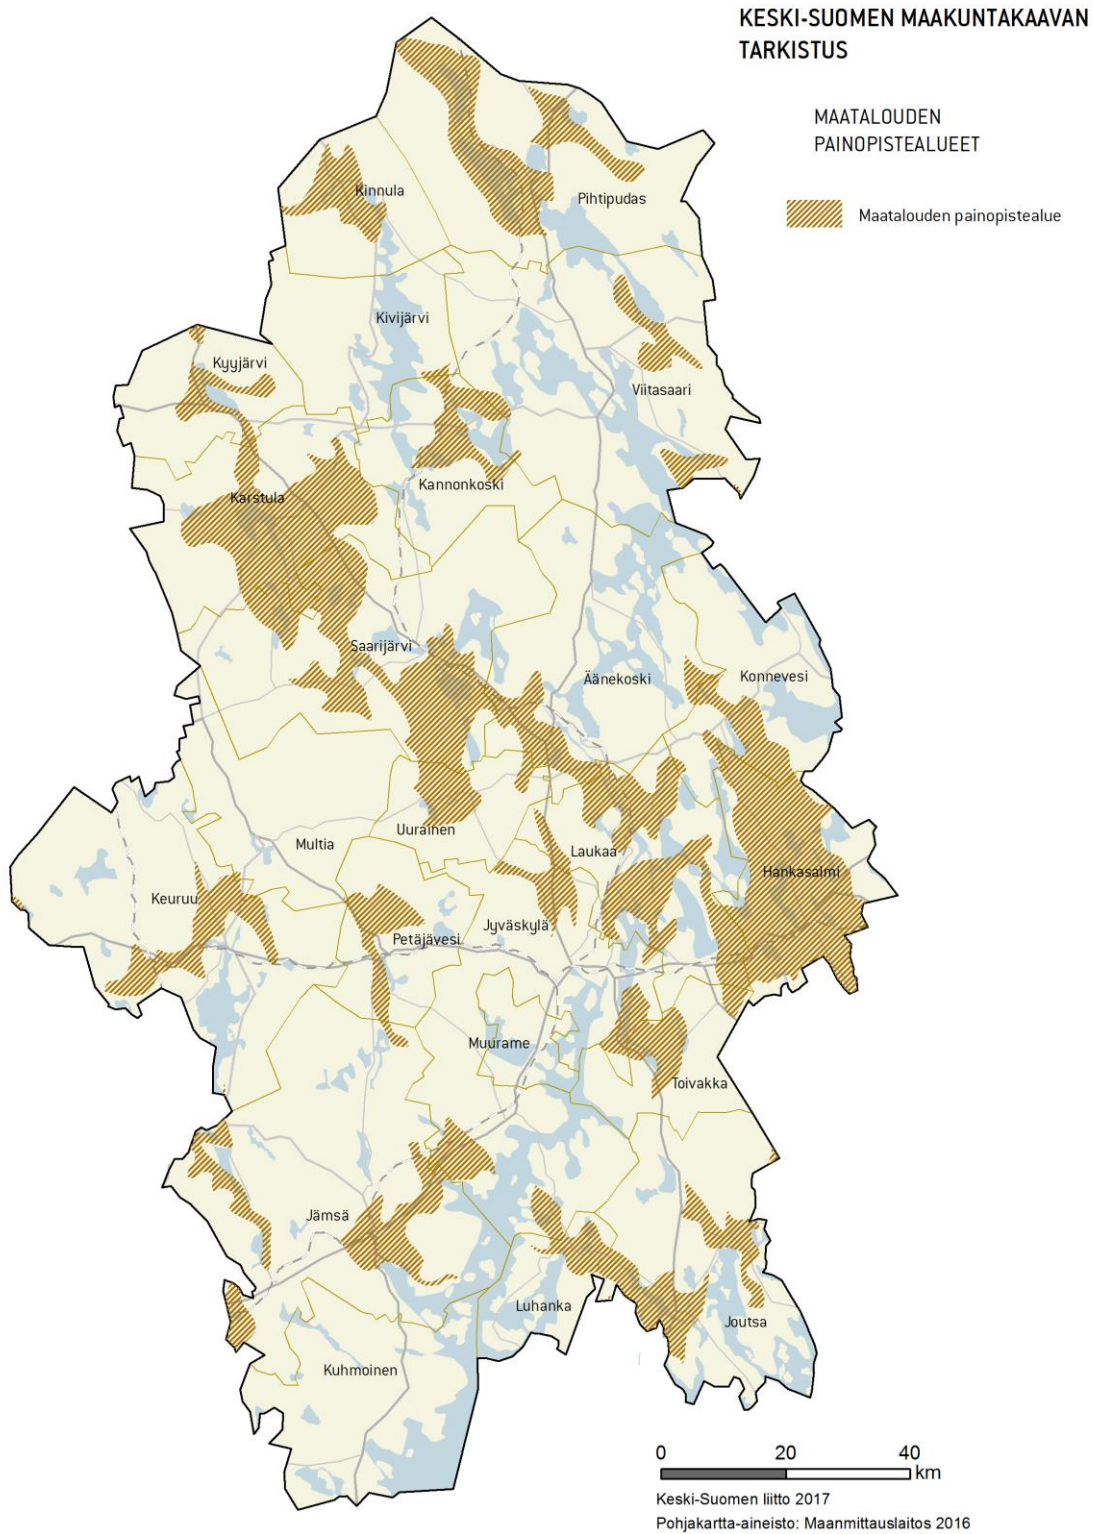 KESKI-SUOMEN MAAKUNTAKAAVAN
TARKISTUS
MAATALOUDEN
PAINOPISTEALUEET
Maatalouden painopistealue
Kinnula
Pihtipudas
Kivijärvi
Kyyjärvi
Viitasaari
Kannonkoski
Karstula
Saarijärvi
Äänekoski
Konnevesi
Uurainen
Multia
Laukaa
Hankasalmi
Keuruu
Jyväskylä
Petäjävesi
Muurame
Toivakka
Jämsä
Luhanka
Joutsa
Kuhmoinen
0 20 40
km
Keski-Suomen liitto 2017
Pohjakartta-aineisto: Maanmittauslaitos 2016